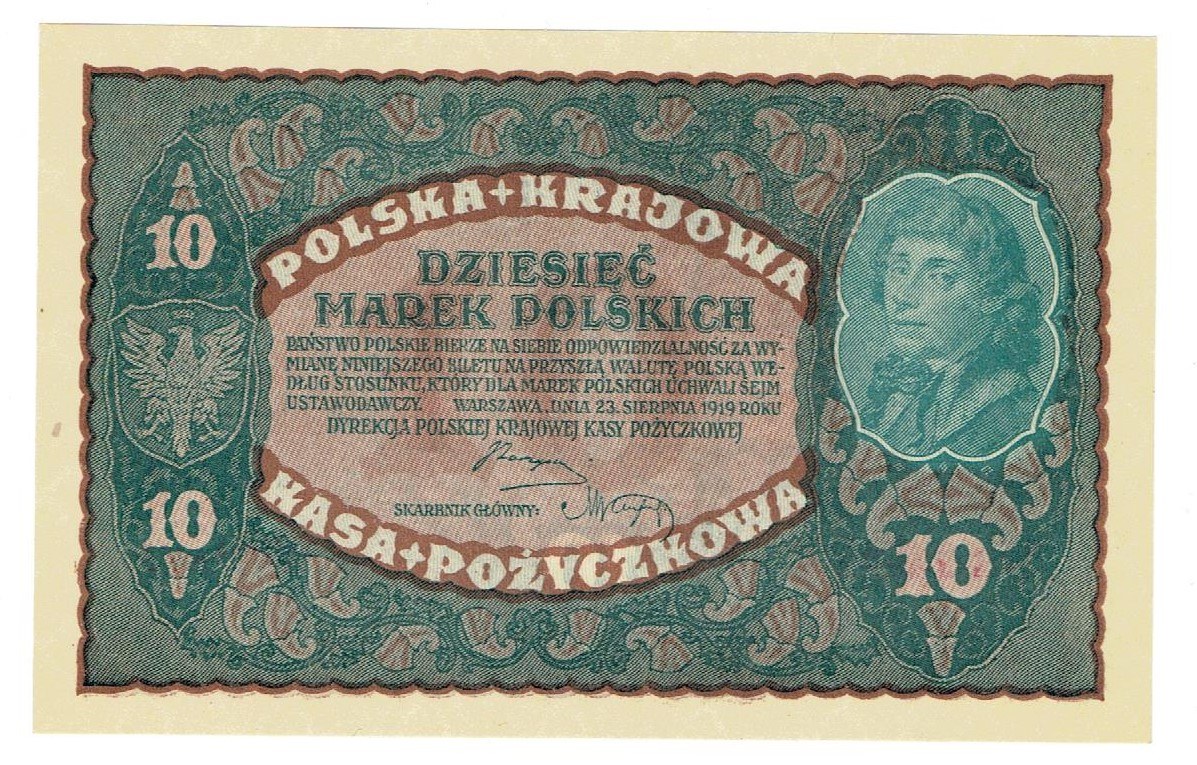 POLSKA+KRAJOWA
10
DZIESIĘĆ
MAREK POLSKICH
PAŃSTWO POLSKIE BIERZE NA SIEBIE ODPOWIEDZIALNOŚĆ ZA WY-
MIANĘ NINIEJSZEGO BILETU NA PRZYSZŁĄ WALUTĘ POLSKĄ WE-
DŁUG STOSUNKU, KTÓRY DLA MAREK POLSKICH UCHWALI SEJM
USTAWODAWCZY. WARSZAWA, DNIA 23. SIERPNIA 1919 ROKU
DYREKCJA POLSKIEJ KRAJOWEJ KASY POŻYCZKOWEJ
SKARBNIK GŁÓWNY:
10
KASA+POŻYCZKOWA
10